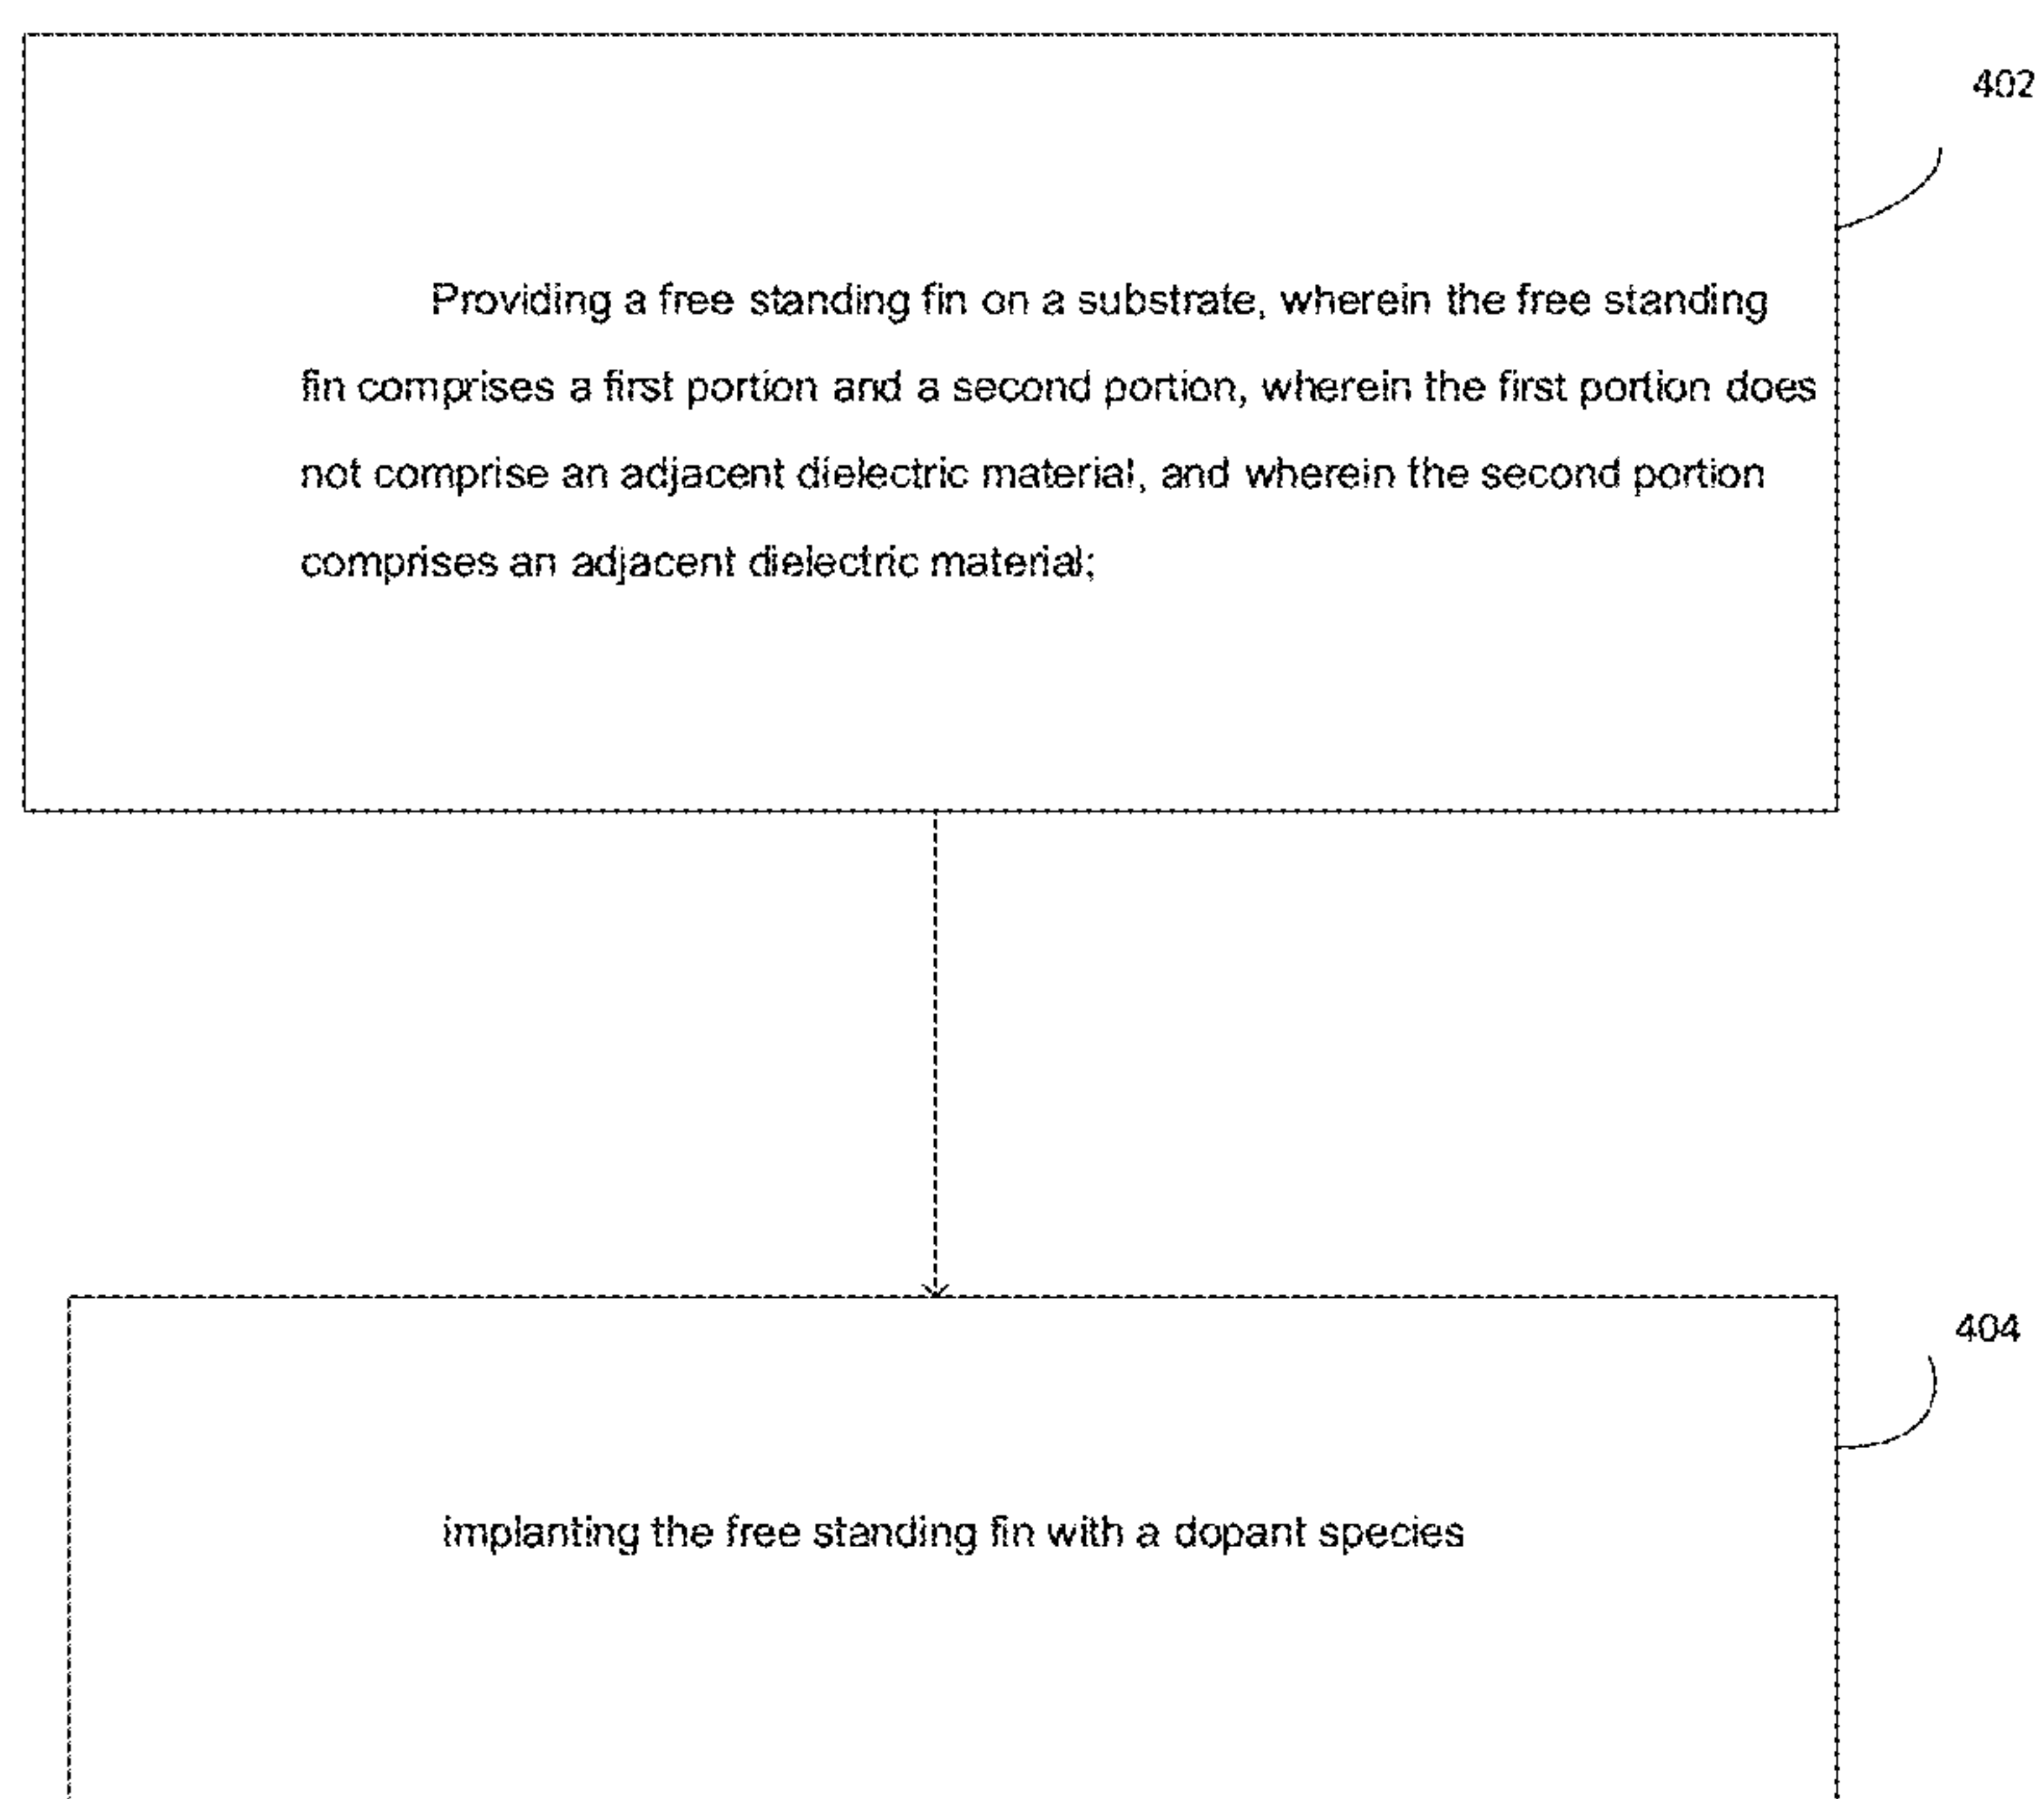 402
Providing a free standing fin on a substrate, wherein the free standing
fin comprises a first portion and a second portion, wherein the first portion does
not comprise an adjacent dielectric material, and wherein the second portion
comprises an adjacent dielectric material;
404
implanting the free standing fin with a dopant species